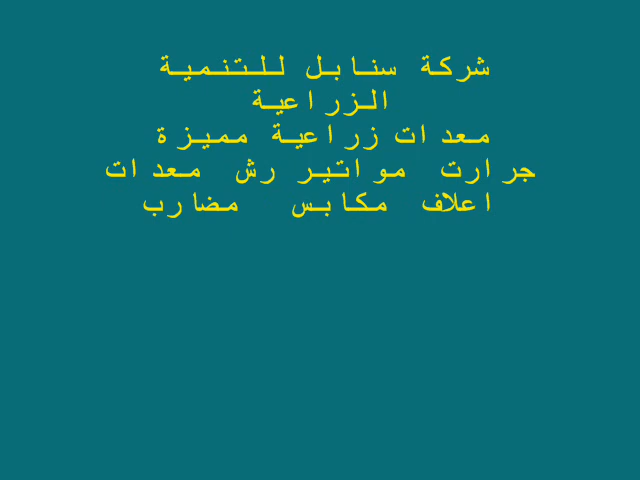 شركة سنابل للتنمية
الزراعية
معدات زراعية مميزة
جرارت مواتير رش معدات
اعلاف مكابس مضارب